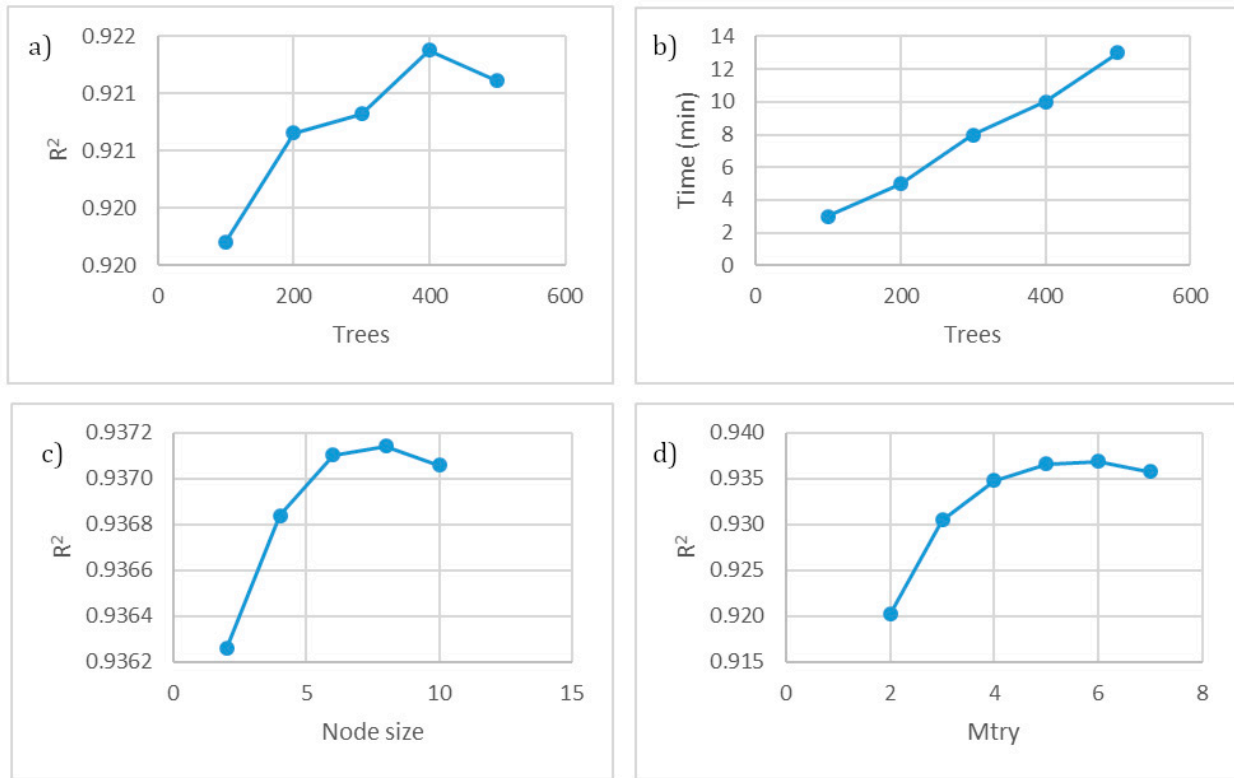 a)
0.922
0.921
0.921
0.920
0.920
R²
0 200 400 600
Trees
b)
14
12
10
8
6
4
2
0
Time (min)
0 200 400 600
Trees
c)
0.9372
0.9370
0.9368
0.9366
0.9364
0.9362
R²
0 5 10 15
Node size
d)
0.940
0.935
0.930
0.925
0.920
0.915
R²
0 2 4 6 8
Mtry